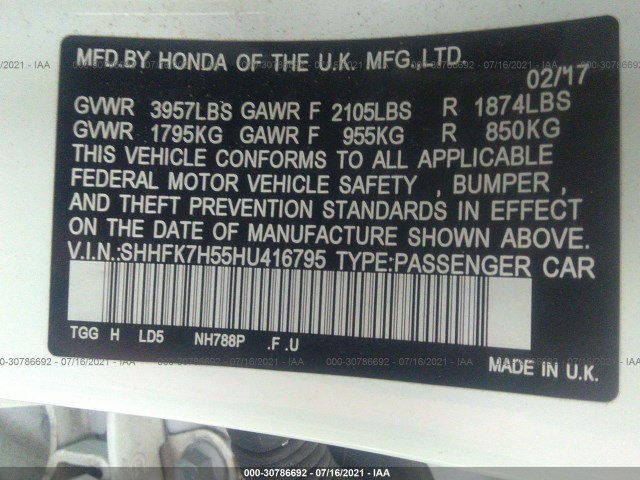 MFD.BY HONDA OF THE U.K. MFG.,LTD.
02/17
GVWR 3957LBS GAWR F 2105LBS R 1874LBS
GVWR 1795KG GAWR F 955KG R 850KG
THIS VEHICLE CONFORMS TO ALL APPLICABLE
FEDERAL MOTOR VEHICLE SAFETY , BUMPER ,
AND THEFT PREVENTION STANDARDS IN EFFECT
ON THE DATE OF MANUFACTURE SHOWN ABOVE.
V.I.N.:SHHFK7H55HU416795 TYPE:PASSENGER CAR
TGG H LD5 NH788P .F.U
MADE IN U.K.
000-30786692 - 07/16/2021 - IAA